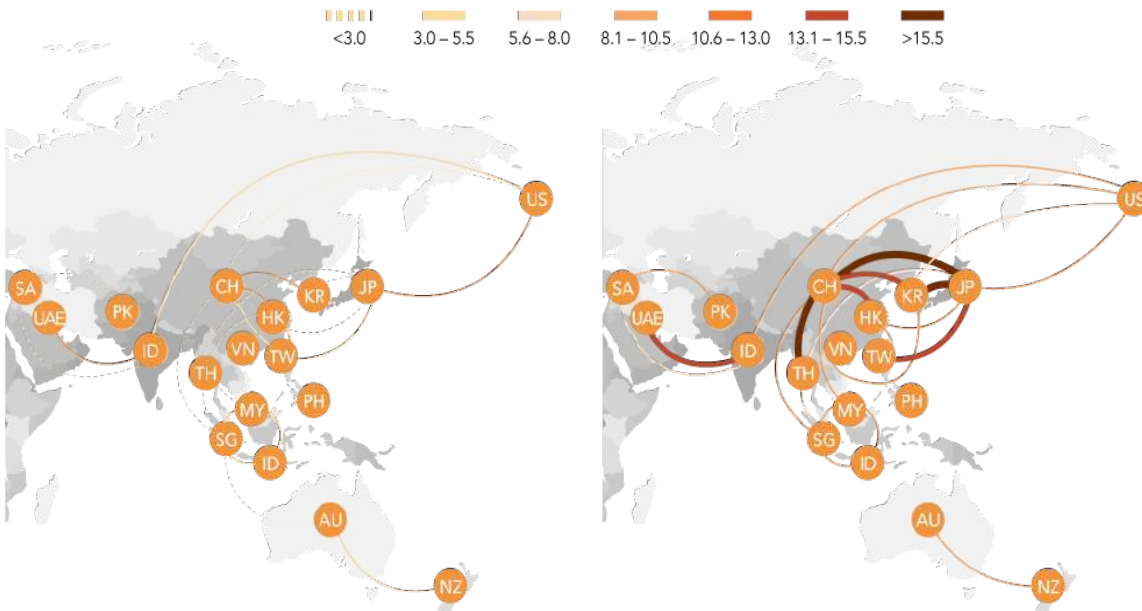 <3.0 3.0 – 5.5 5.6 – 8.0 8.1 – 10.5 10.6 – 13.0 13.1 – 15.5 >15.5
US
SA
CH
KR
JP
UAE
PK
HK
ID
VN
TW
TH
MY
PH
SG
ID
AU
NZ
US
SA
CH
KR
JP
UAE
PK
HK
ID
VN
TW
TH
MY
PH
SG
ID
AU
NZ